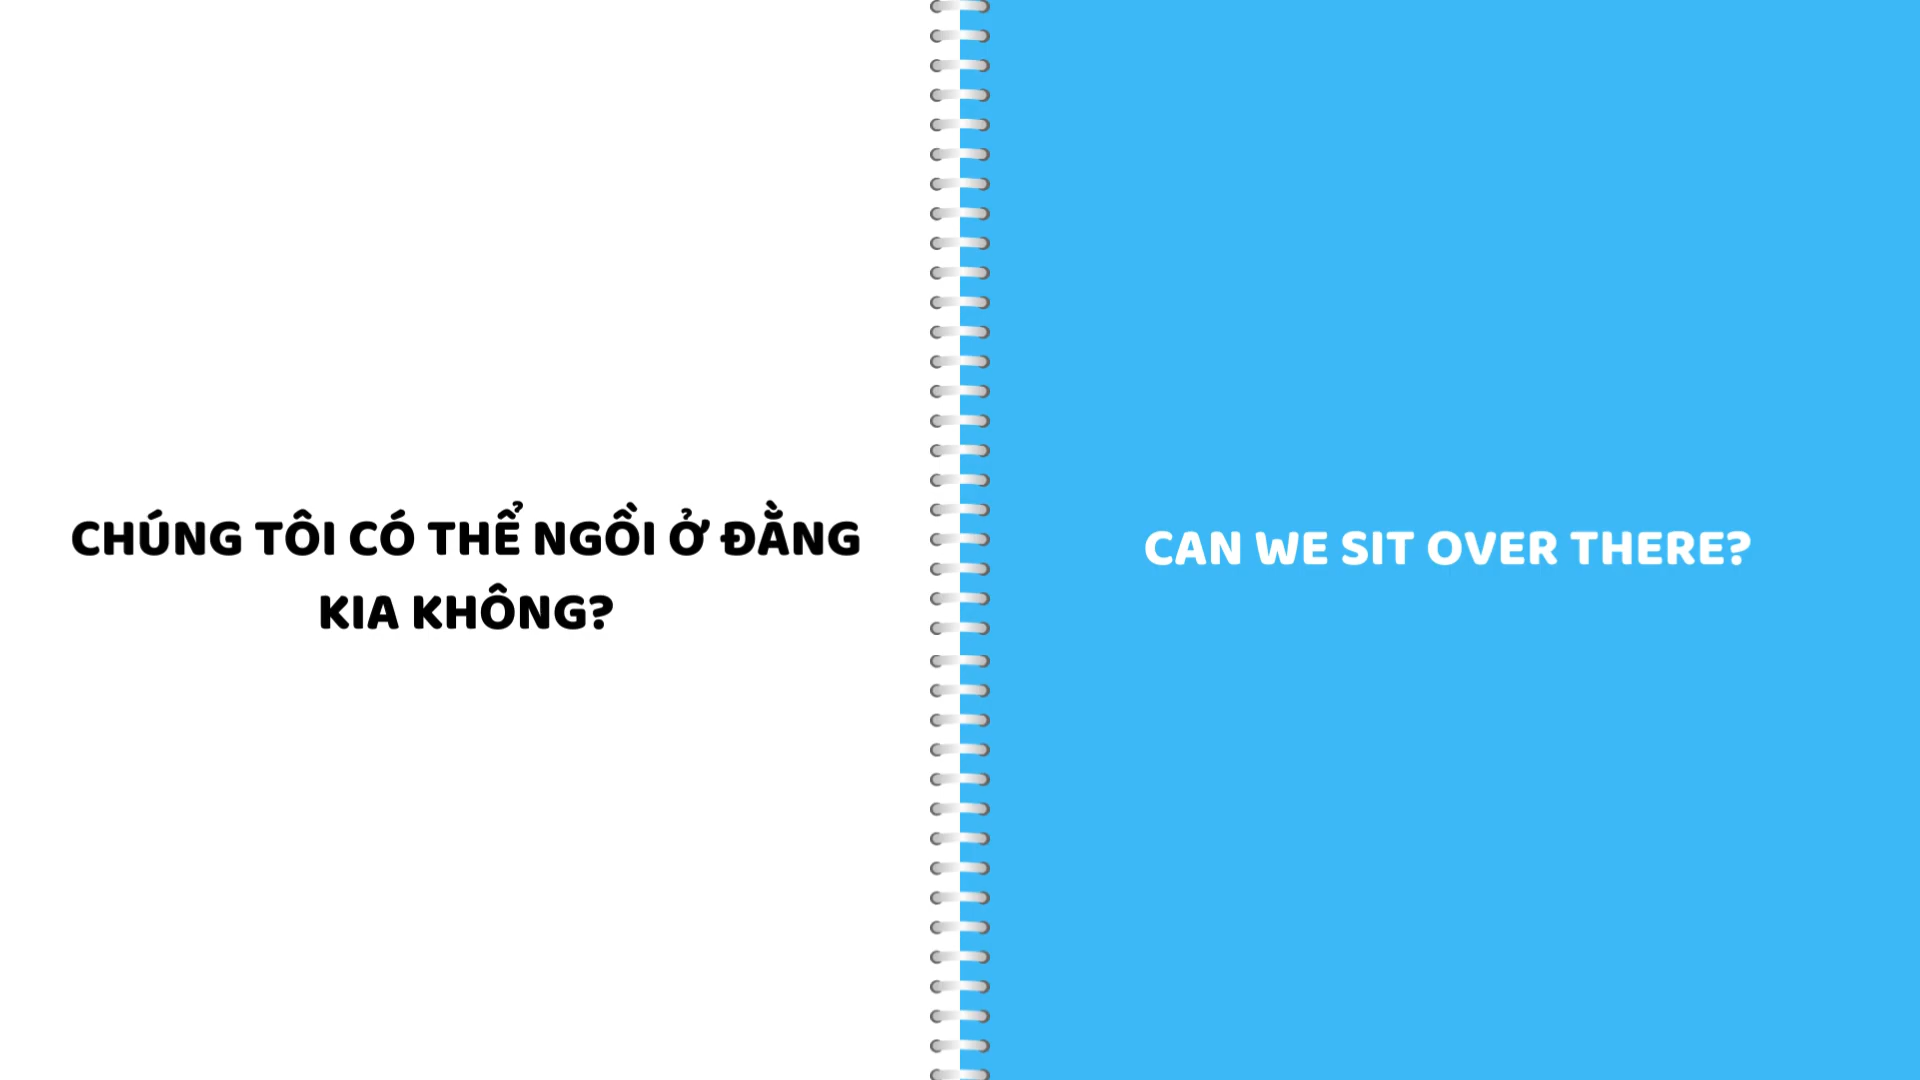 CHÚNG TÔI CÓ THỂ NGỒI Ở ĐẰNG
KIA KHÔNG?
CAN WE SIT OVER THERE?